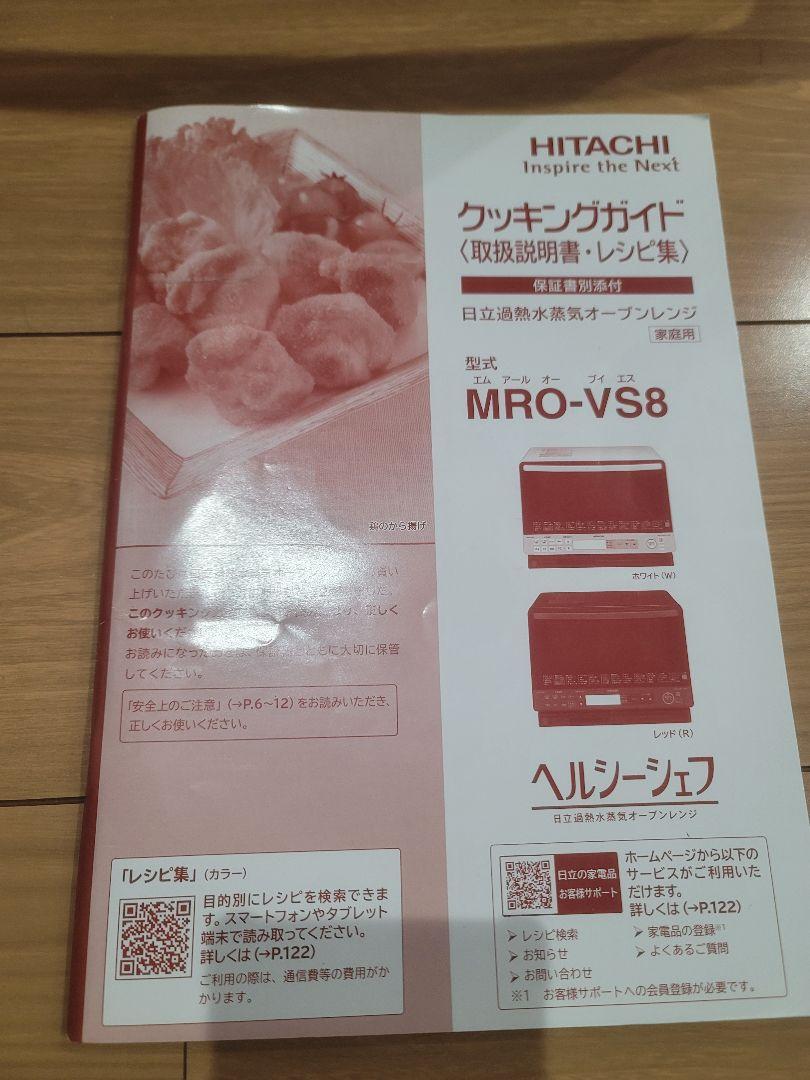 HITACHI
Inspire the Next
クッキングガイド
〈取扱説明書・レシピ集〉
保証書別添付
日立過熱水蒸気オーブンレンジ
家庭用
型式
エム アール オー ブイ エス
MRO-VS8
ホワイト(W)
レッド(R)
ヘルシーシェフ
日立過熱水蒸気オーブンレンジ
鶏のから揚げ
このたび
上げいただ
このクッキング
お使いくだ
お読みになった
大切に保管
してください。
「安全上のご注意」(→P.6〜12)をお読みいただき、
正しくお使いください。
「レシピ集」(カラー)
目的別にレシピを検索できま
す。スマートフォンやタブレット
端末で読み取ってください。
詳しくは(→P.122)
ご利用の際は、通信費等の費用がか
かります。
日立の家電品
お客様サポート
ホームページから以下の
サービスがご利用いた
だけます。
詳しくは(→P.122)
➤ レシピ検索
➤ 家電品の登録※1
➤ お知らせ
➤ よくあるご質問
➤ お問い合わせ
※1 お客様サポートへの会員登録が必要です。